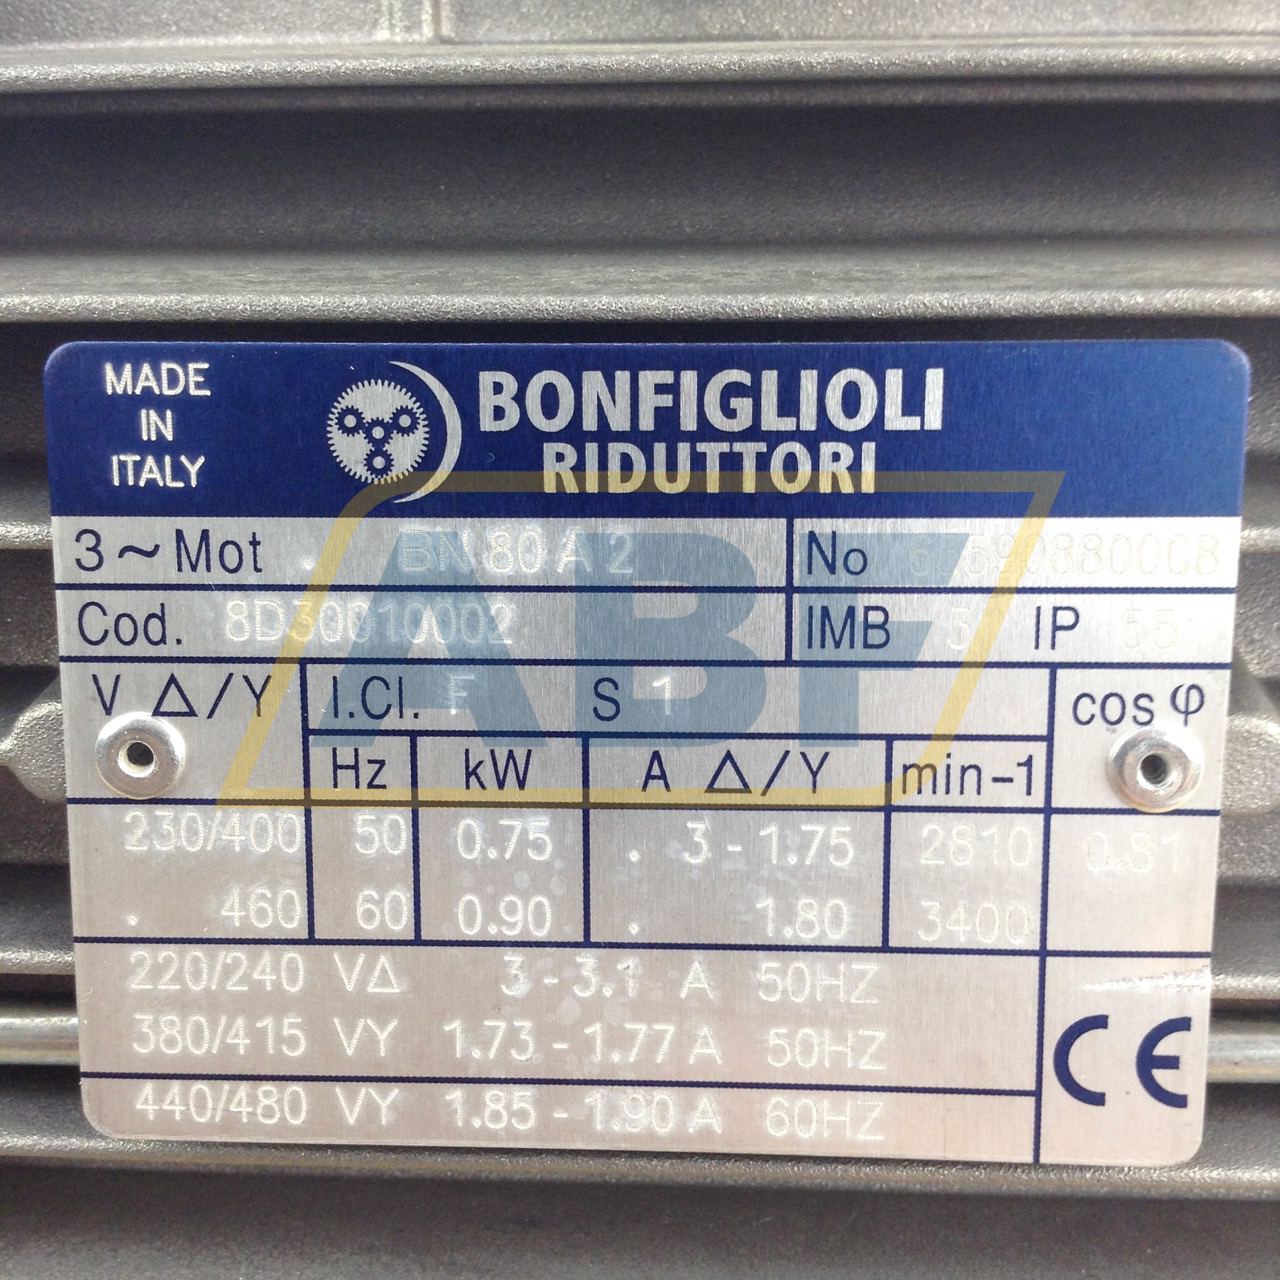 MADE
IN
ITALY
BONFIGLIOLI
RIDUTTORI
3~Mot . BN 80 A 2 No
Cod. 8D30010002 IMB 5 IP 55
V Δ/Y I.Cl. F S 1 cos φ
Hz kW A Δ/Y min-1
230/400 50 0.75 . 3 - 1.75 2810 0.81
. 460 60 0.90 . 1.80 3400
220/240 VΔ 3 - 3.1 A 50HZ
380/415 VY 1.73 - 1.77 A 50HZ
440/480 VY 1.85 - 1.90 A 60HZ
CE
ABF